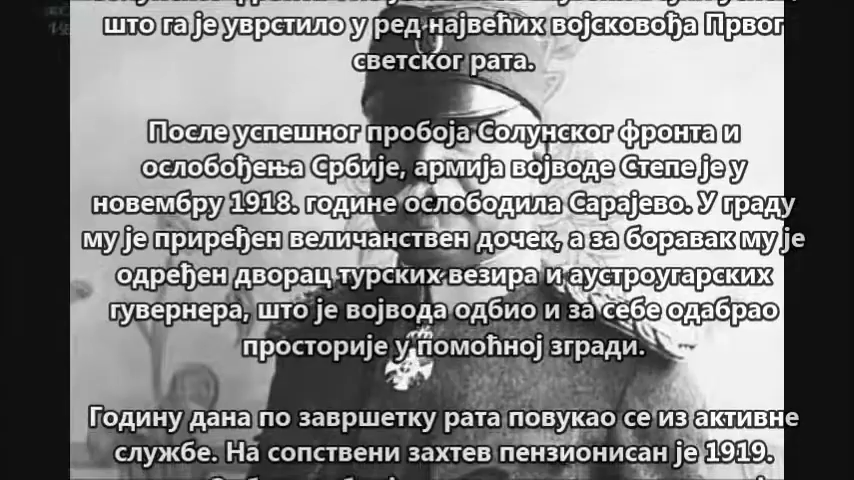 што га је уврстило у ред највећих војсковођа Првог
светског рата.
После успешног пробоја Солунског фронта и
ослобођења Србије, армија војводе Степе је у
новембру 1918. године ослободила Сарајево. У граду
му је приређен величанствен дочек, а за боравак му је
одређен дворац турских везира и аустроугарских
гувернера, што је војвода одбио и за себе одабрао
просторије у помоћној згради.
Годину дана по завршетку рата повукао се из активне
службе. На сопствени захтев пензионисан је 1919.